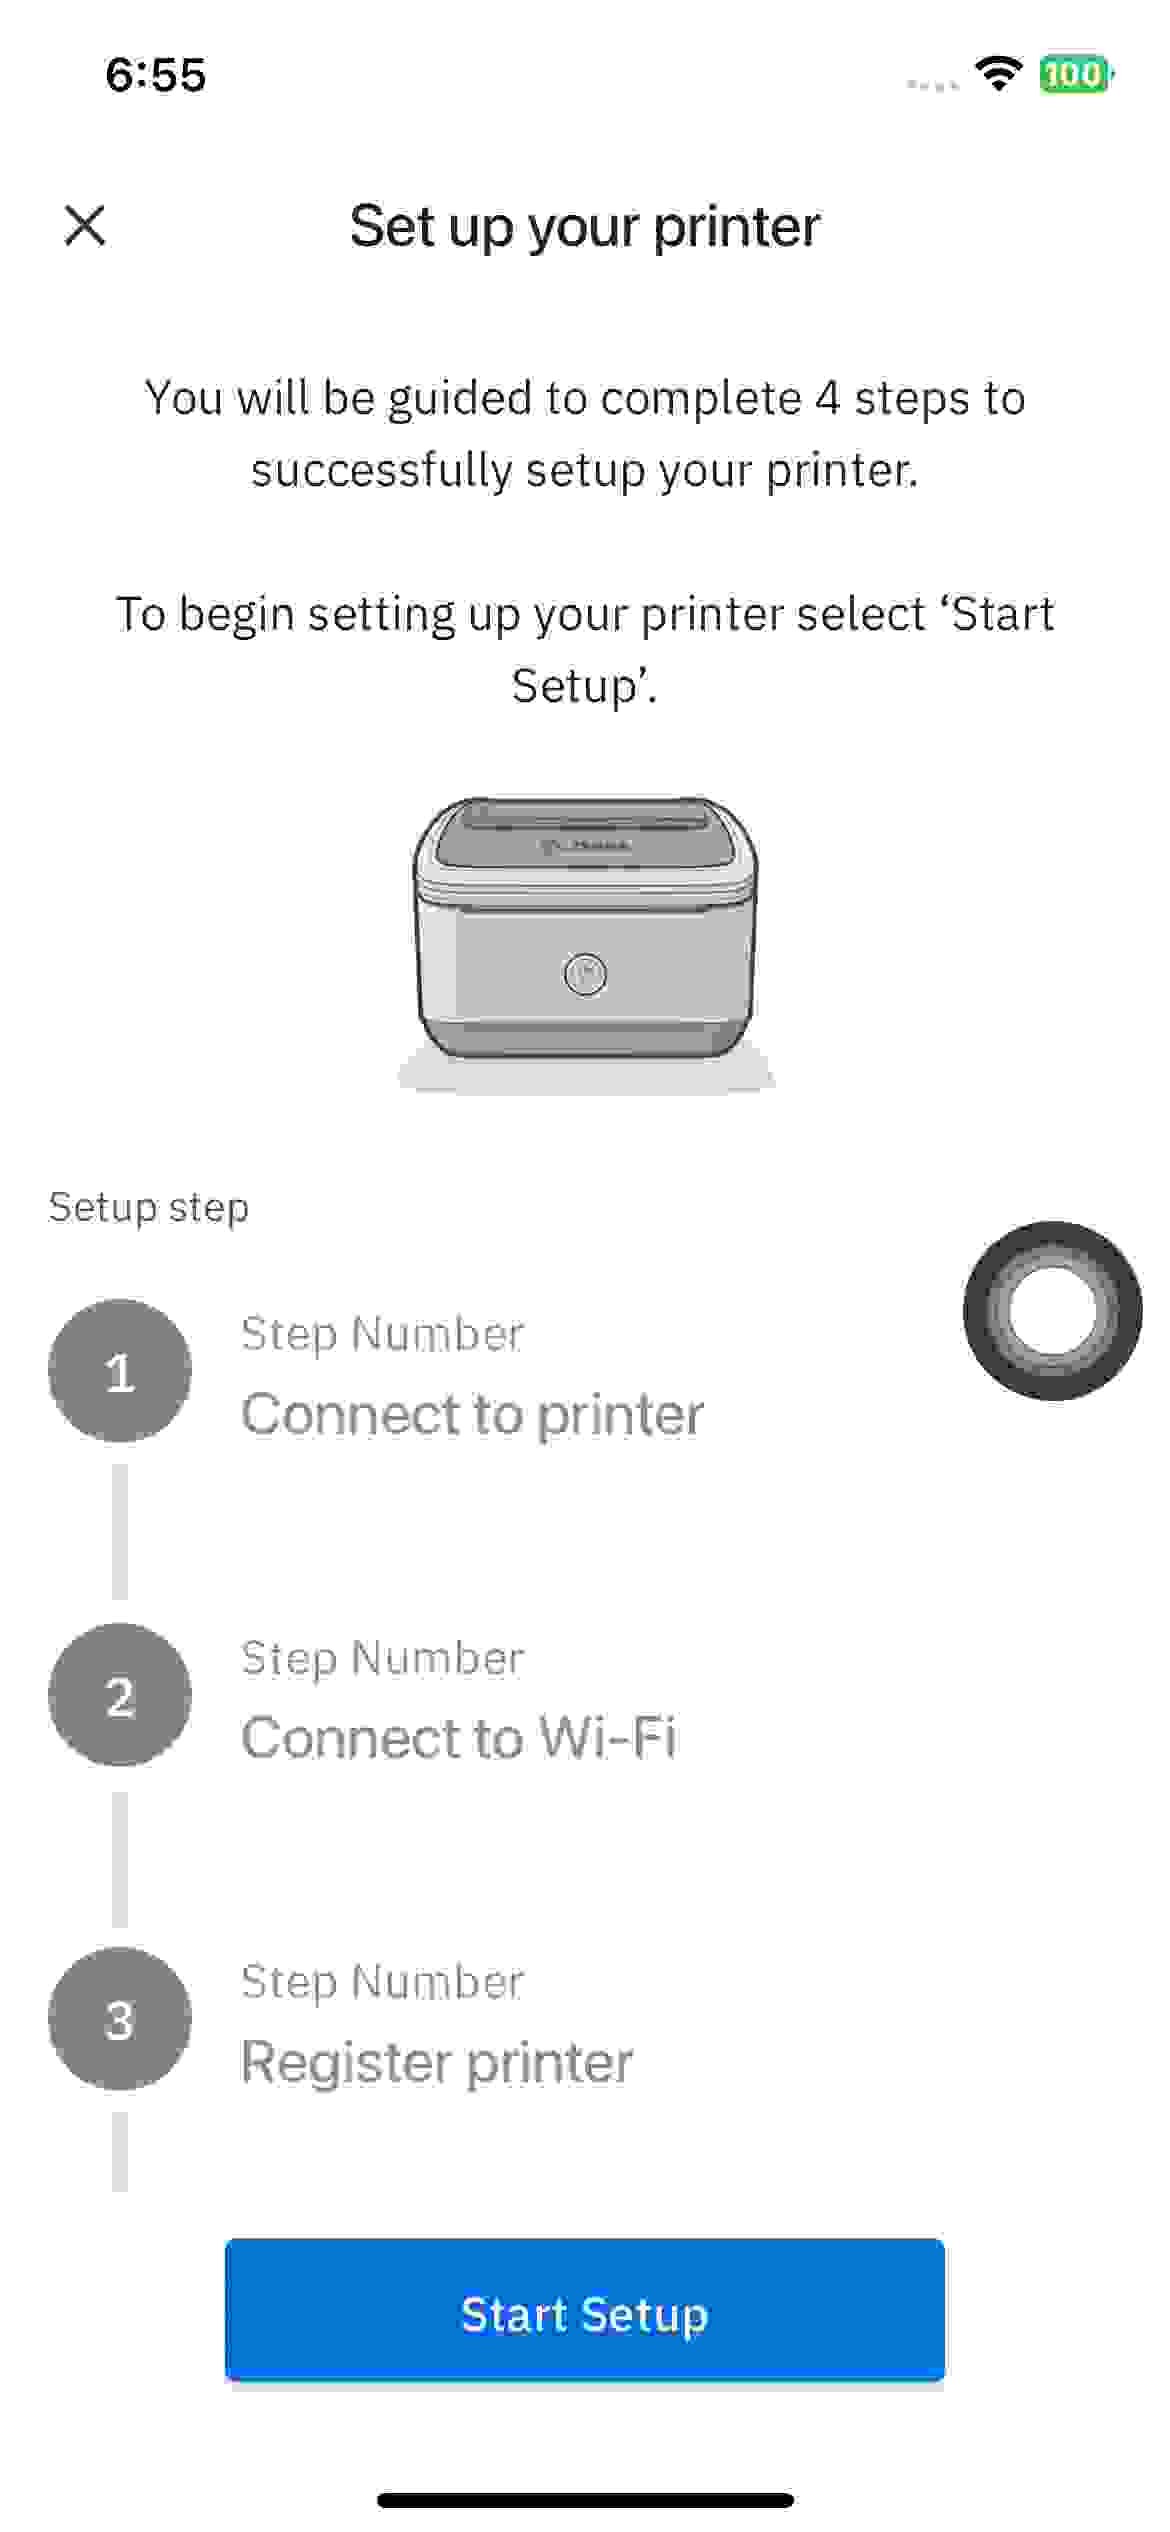 6:55
100
Set up your printer
You will be guided to complete 4 steps to
successfully setup your printer.
To begin setting up your printer select ‘Start
Setup’.
Setup step
1
Step Number
Connect to printer
2
Step Number
Connect to Wi-Fi
3
Step Number
Register printer
Start Setup